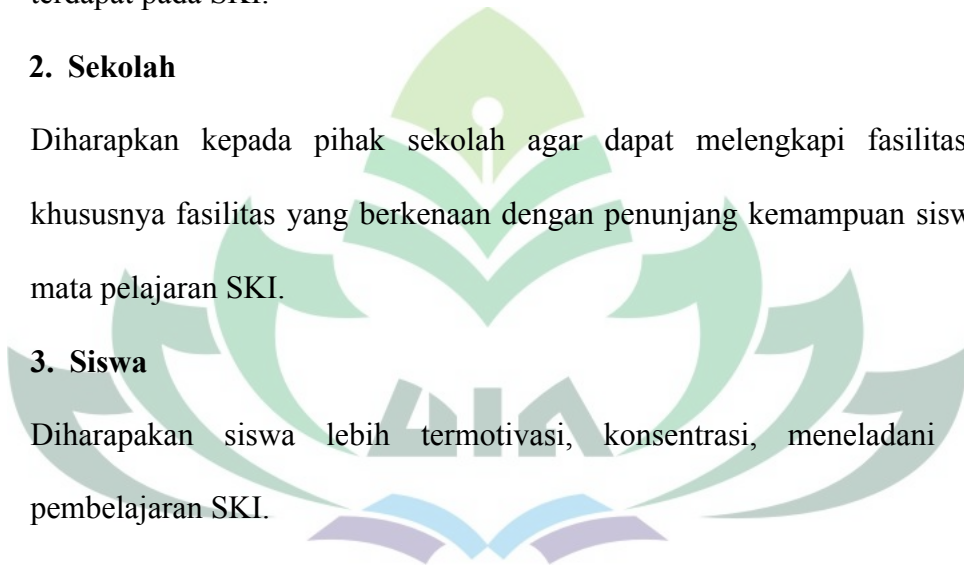 terdapat pada SKI.
2. Sekolah
Diharapkan kepada pihak sekolah agar dapat melengkapi fasilitas
khususnya fasilitas yang berkenaan dengan penunjang kemampuan sisw
mata pelajaran SKI.
3. Siswa
Diharapakan siswa lebih termotivasi, konsentrasi, meneladani
pembelajaran SKI.